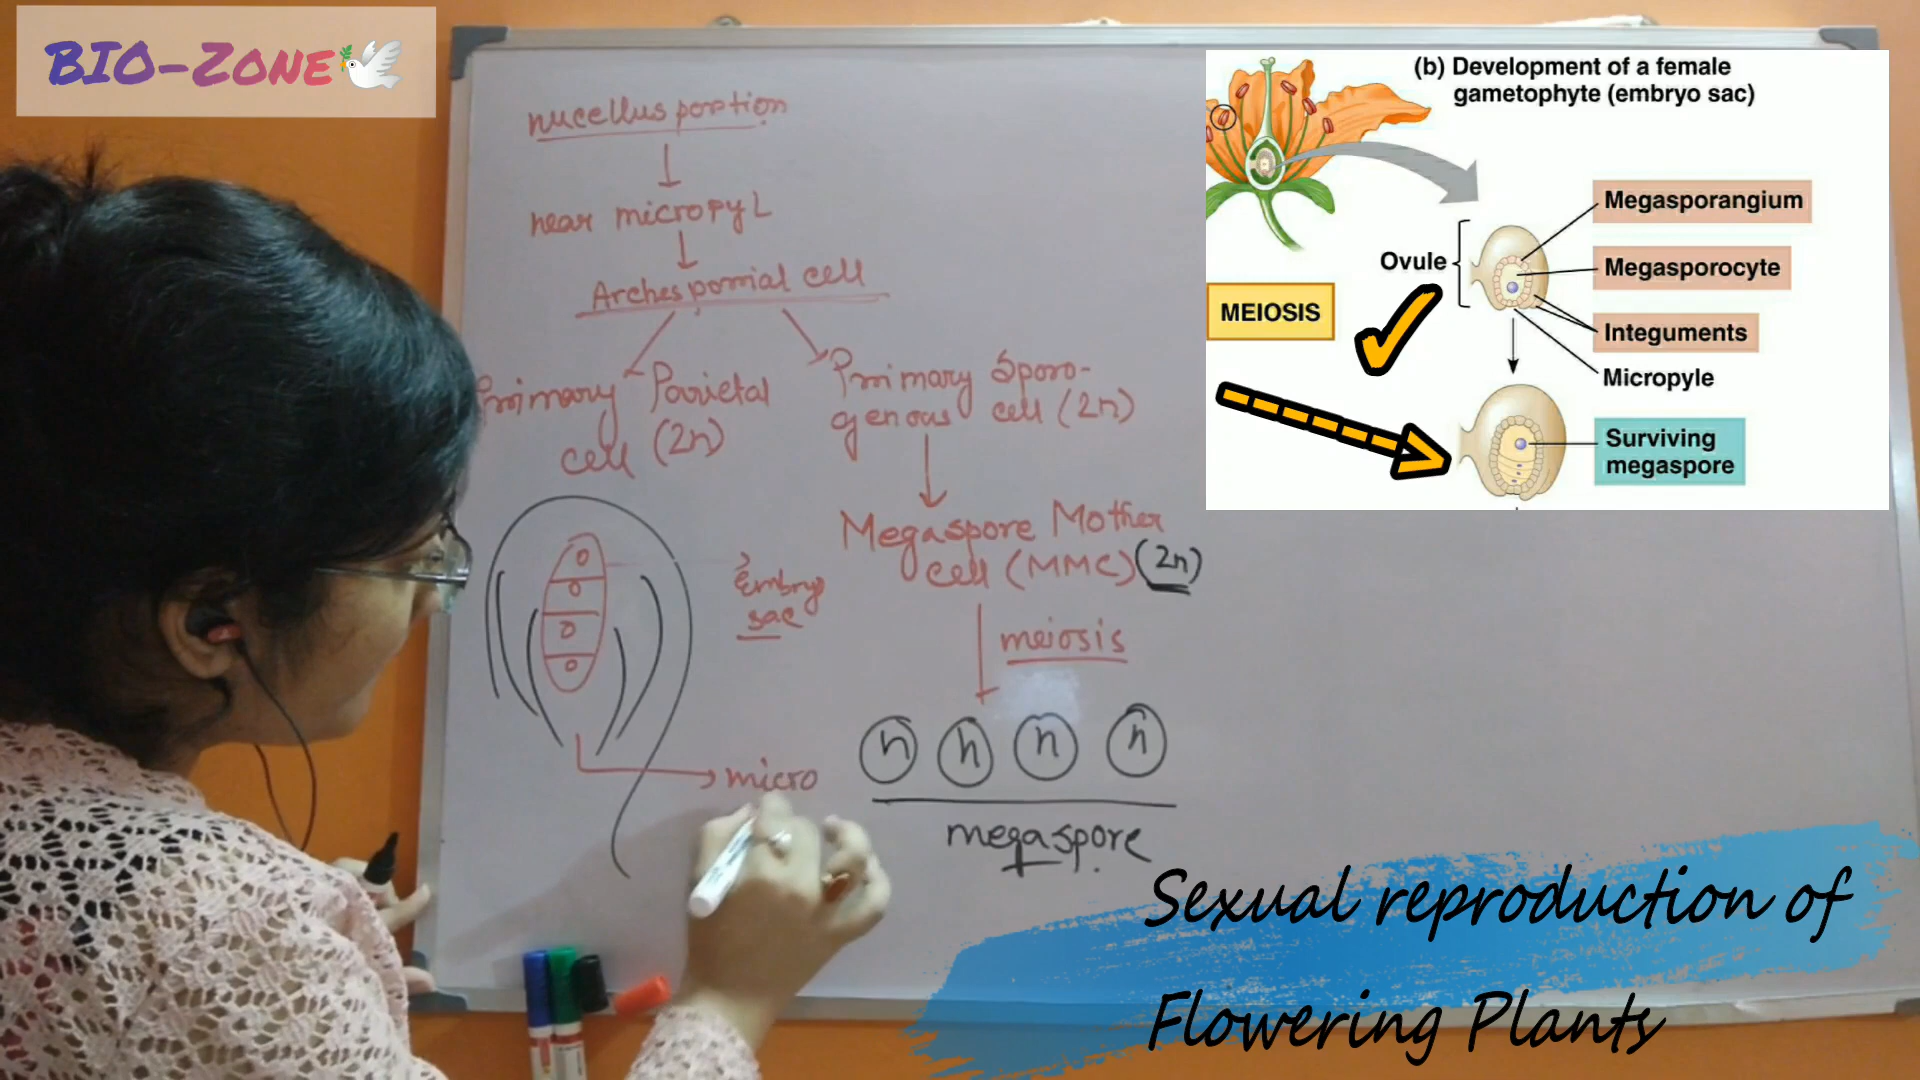 BIO-ZONE
nucellus portion
near micropyL
Archesporial cell
Primary Parietal
cell (2n)
Primary Sporo-
genous cell (2n)
Megaspore Mother
cell (MMC) (2n)
meiosis
n n n n
megaspore
Embryo
sac
micro
(b) Development of a female
gametophyte (embryo sac)
Megasporangium
Ovule
Megasporocyte
MEIOSIS
Integuments
Micropyle
Surviving
megaspore
Sexual reproduction of
Flowering Plants